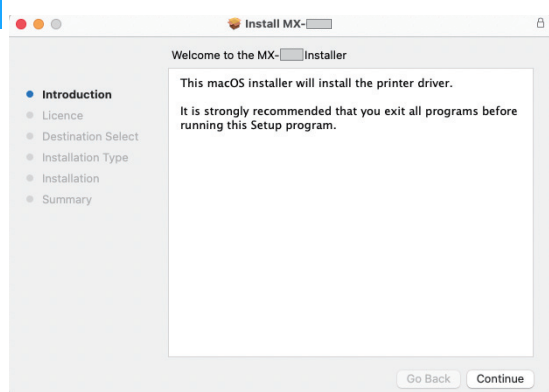 Install MX-
Welcome to the MX- Installer
Introduction
Licence
Destination Select
Installation Type
Installation
Summary
This macOS installer will install the printer driver.
It is strongly recommended that you exit all programs before
running this Setup program.
Go Back
Continue